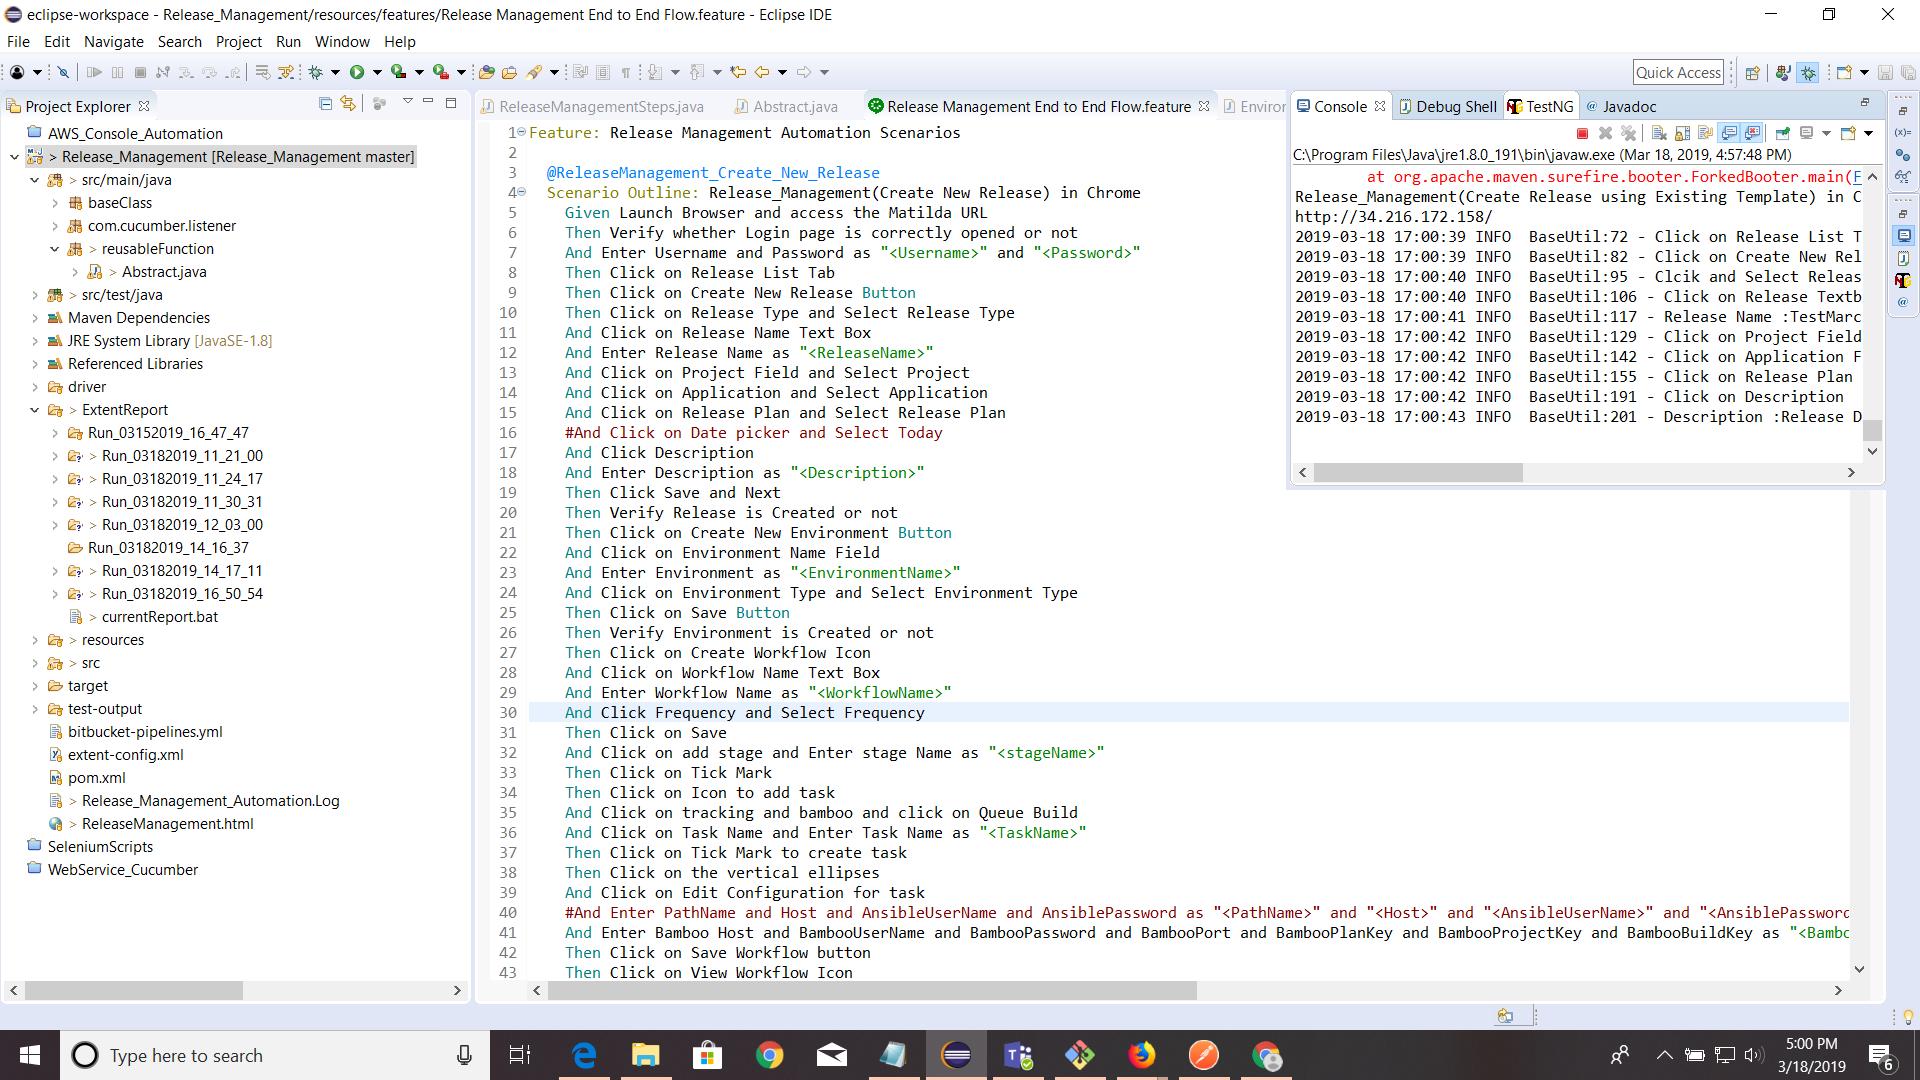 eclipse-workspace - Release_Management/resources/features/Release Management End to End Flow.feature - Eclipse IDE
File Edit Navigate Search Project Run Window Help
Quick Access
Project Explorer
AWS_Console_Automation
> Release_Management [Release_Management master]
> src/main/java
baseClass
com.cucumber.listener
> reusableFunction
> Abstract.java
> src/test/java
Maven Dependencies
JRE System Library [JavaSE-1.8]
Referenced Libraries
driver
> ExtentReport
Run_03152019_16_47_47
> Run_03182019_11_21_00
> Run_03182019_11_24_17
> Run_03182019_11_30_31
> Run_03182019_12_03_00
Run_03182019_14_16_37
> Run_03182019_14_17_11
> Run_03182019_16_50_54
> currentReport.bat
> resources
> src
target
test-output
bitbucket-pipelines.yml
extent-config.xml
pom.xml
> Release_Management_Automation.Log
> ReleaseManagement.html
SeleniumScripts
WebService_Cucumber
ReleaseManagementSteps.java Abstract.java Release Management End to End Flow.feature Environ
1 Feature: Release Management Automation Scenarios
2
3 @ReleaseManagement_Create_New_Release
4 Scenario Outline: Release_Management(Create New Release) in Chrome
5 Given Launch Browser and access the Matilda URL
6 Then Verify whether Login page is correctly opened or not
7 And Enter Username and Password as "<Username>" and "<Password>"
8 Then Click on Release List Tab
9 Then Click on Create New Release Button
10 Then Click on Release Type and Select Release Type
11 And Click on Release Name Text Box
12 And Enter Release Name as "<ReleaseName>"
13 And Click on Project Field and Select Project
14 And Click on Application and Select Application
15 And Click on Release Plan and Select Release Plan
16 #And Click on Date picker and Select Today
17 And Click Description
18 And Enter Description as "<Description>"
19 Then Click Save and Next
20 Then Verify Release is Created or not
21 Then Click on Create New Environment Button
22 And Click on Environment Name Field
23 And Enter Environment as "<EnvironmentName>"
24 And Click on Environment Type and Select Environment Type
25 Then Click on Save Button
26 Then Verify Environment is Created or not
27 Then Click on Create Workflow Icon
28 And Click on Workflow Name Text Box
29 And Enter Workflow Name as "<WorkflowName>"
30 And Click Frequency and Select Frequency
31 Then Click on Save
32 And Click on add stage and Enter stage Name as "<stageName>"
33 Then Click on Tick Mark
34 Then Click on Icon to add task
35 And Click on tracking and bamboo and click on Queue Build
36 And Click on Task Name and Enter Task Name as "<TaskName>"
37 Then Click on Tick Mark to create task
38 Then Click on the vertical ellipses
39 And Click on Edit Configuration for task
40 #And Enter PathName and Host and AnsibleUserName and AnsiblePassword as "<PathName>" and "<Host>" and "<AnsibleUserName>" and "<AnsiblePassword
41 And Enter Bamboo Host and BambooUserName and BambooPassword and BambooPort and BambooPlanKey and BambooProjectKey and BambooBuildKey as "<Bambo
42 Then Click on Save Workflow button
43 Then Click on View Workflow Icon
Console Debug Shell TestNG Javadoc
C:\Program Files\Java\jre1.8.0_191\bin\javaw.exe (Mar 18, 2019, 4:57:48 PM)
at org.apache.maven.surefire.booter.ForkedBooter.main(F
Release_Management(Create Release using Existing Template) in C
http://34.216.172.158/
2019-03-18 17:00:39 INFO BaseUtil:72 - Click on Release List T
2019-03-18 17:00:39 INFO BaseUtil:82 - Click on Create New Rel
2019-03-18 17:00:40 INFO BaseUtil:95 - Clcik and Select Releas
2019-03-18 17:00:40 INFO BaseUtil:106 - Click on Release Textb
2019-03-18 17:00:41 INFO BaseUtil:117 - Release Name :TestMarc
2019-03-18 17:00:42 INFO BaseUtil:129 - Click on Project Field
2019-03-18 17:00:42 INFO BaseUtil:142 - Click on Application F
2019-03-18 17:00:42 INFO BaseUtil:155 - Click on Release Plan
2019-03-18 17:00:42 INFO BaseUtil:191 - Click on Description
2019-03-18 17:00:43 INFO BaseUtil:201 - Description :Release D
Type here to search
5:00 PM
3/18/2019
6